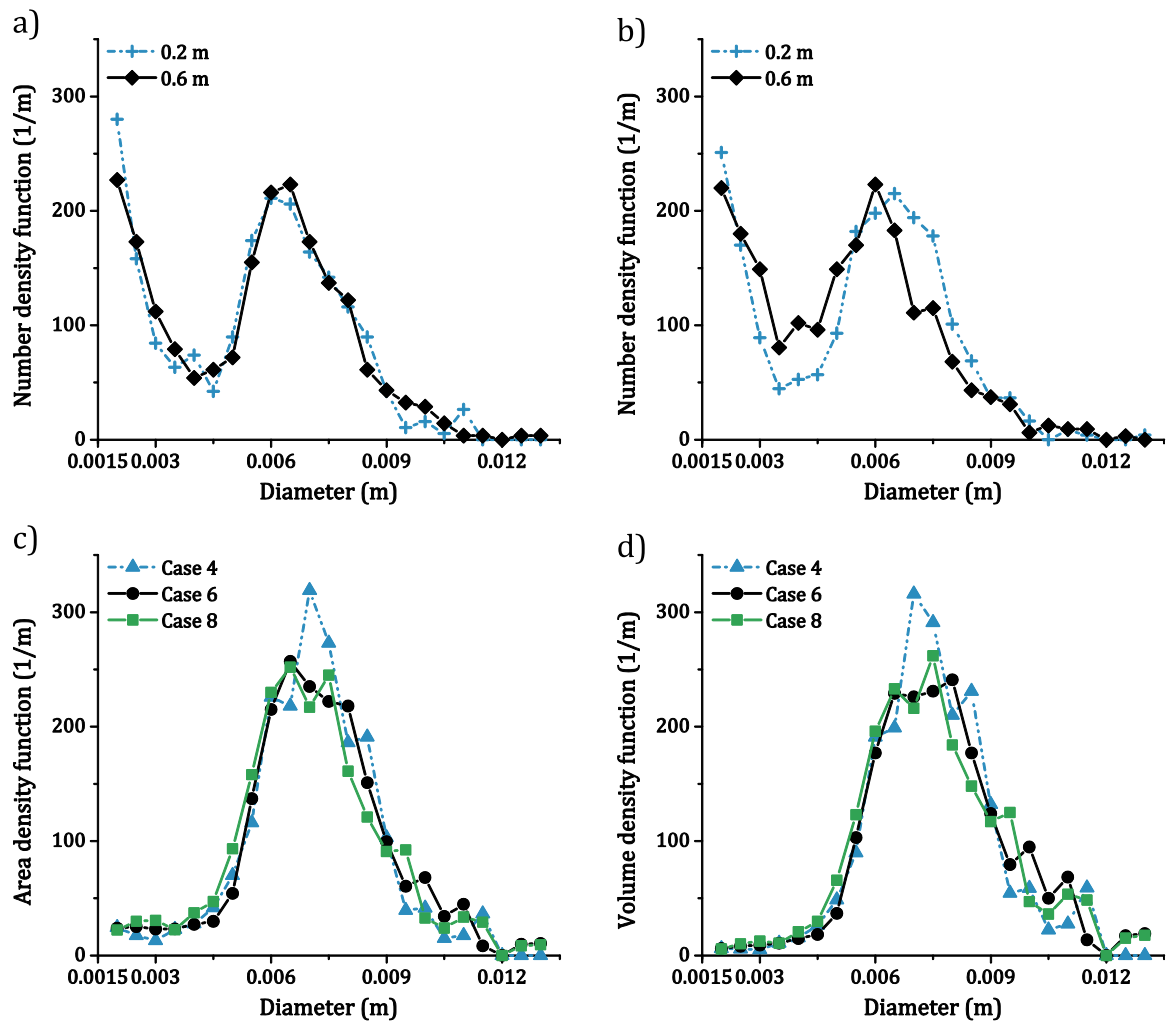 a)
0.2 m
0.6 m
Number density function (1/m)
300
200
100
0
0.0015 0.003 0.006 0.009 0.012
Diameter (m)
b)
0.2 m
0.6 m
Number density function (1/m)
300
200
100
0
0.0015 0.003 0.006 0.009 0.012
Diameter (m)
c)
Case 4
Case 6
Case 8
Area density function (1/m)
300
200
100
0
0.0015 0.003 0.006 0.009 0.012
Diameter (m)
d)
Case 4
Case 6
Case 8
Volume density function (1/m)
300
200
100
0
0.0015 0.003 0.006 0.009 0.012
Diameter (m)